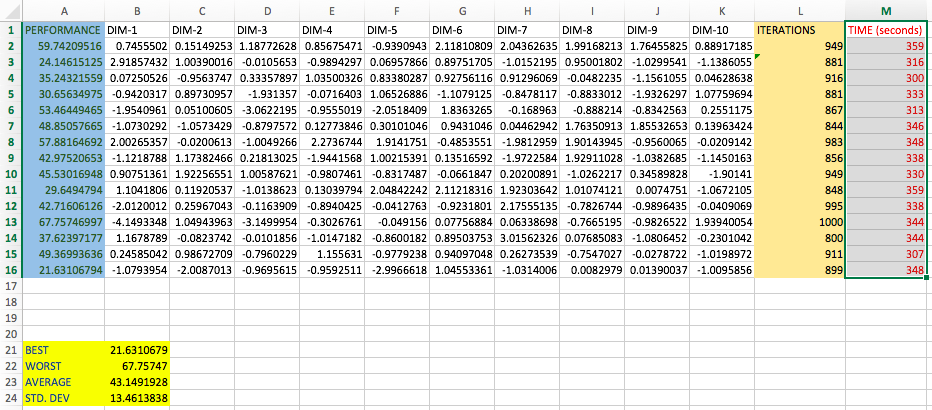 A B C D E F G H I J K L M
1 PERFORMANCE DIM-1 DIM-2 DIM-3 DIM-4 DIM-5 DIM-6 DIM-7 DIM-8 DIM-9 DIM-10 ITERATIONS TIME (seconds)
2 59.74209516 0.7455502 0.15149253 1.18772628 0.85675471 -0.9390943 2.11810809 2.04362635 1.99168213 1.76455825 0.88917185 949 359
3 24.14615125 2.91857432 1.00390016 -0.0105653 -0.9894297 0.06957866 0.89751705 -1.0152195 0.95001802 -1.0299541 -1.1386055 881 316
4 35.24321559 0.07250526 -0.9563747 0.33357897 1.03500326 0.83380287 0.92756116 0.91296069 -0.0482235 -1.1561055 0.04628638 916 300
5 30.65634975 -0.9420317 0.89730957 -1.931357 -0.0716403 1.06526886 -1.1079125 -0.8478117 -0.8833012 -1.9326297 1.07759694 881 333
6 53.46449465 -1.9540961 0.05100605 -3.0622195 -0.9555019 -2.0518409 1.8363265 -0.168963 -0.888214 -0.8342563 0.2551175 867 313
7 48.85057665 -1.0730292 -1.0573429 -0.8797572 0.12773846 0.30101046 0.9431046 0.04462942 1.76350913 1.85532653 0.13963424 844 346
8 57.88164692 2.00265357 -0.0200613 -1.0049266 2.2736744 1.9141751 -0.4853551 -1.9812959 1.90143945 -0.9560065 -0.0209142 983 348
9 42.97520653 -1.1218788 1.17382466 0.21813025 -1.9441568 1.00215391 0.13516592 -1.9722584 1.92911028 -1.0382685 -1.1450163 856 338
10 45.53016948 0.90751361 1.92256551 1.00587621 -0.9807461 -0.8317487 -0.0661847 0.20200891 -1.0262217 0.34589828 -1.90141 949 330
11 29.6494794 1.1041806 0.11920537 -1.0138623 0.13039794 2.04842242 2.11218316 1.92303642 1.01074121 0.0074751 -1.0672105 848 359
12 42.71606126 -2.0120012 0.25967043 -0.1163909 -0.8940425 -0.0412763 -0.9231801 2.17555135 -0.7826744 -0.9896435 -0.0409069 995 338
13 67.75746997 -4.1493348 1.04943963 -3.1499954 -0.3026761 -0.049156 0.07756884 0.06338698 -0.7665195 -0.9826522 1.93940054 1000 344
14 37.62397177 1.1678789 -0.0823742 -0.0101856 -1.0147182 -0.8600182 0.89503753 3.01562326 0.07685083 -1.0806452 -0.2301042 800 344
15 49.36993636 0.24585042 0.98672709 -0.7960229 1.155631 -0.9779238 0.94097048 0.26273539 -0.7547027 -0.0278722 -1.0198972 911 307
16 21.63106794 -1.0793954 -2.0087013 -0.9695615 -0.9592511 -2.9966618 1.04553361 -1.0314006 0.0082979 0.01390037 -1.0095856 899 348
17
18
19
20
21 BEST 21.6310679
22 WORST 67.75747
23 AVERAGE 43.1491928
24 STD. DEV 13.4613838